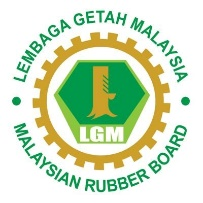 • LEMBAGA GETAH MALAYSIA •
LGM
MALAYSIAN RUBBER BOARD